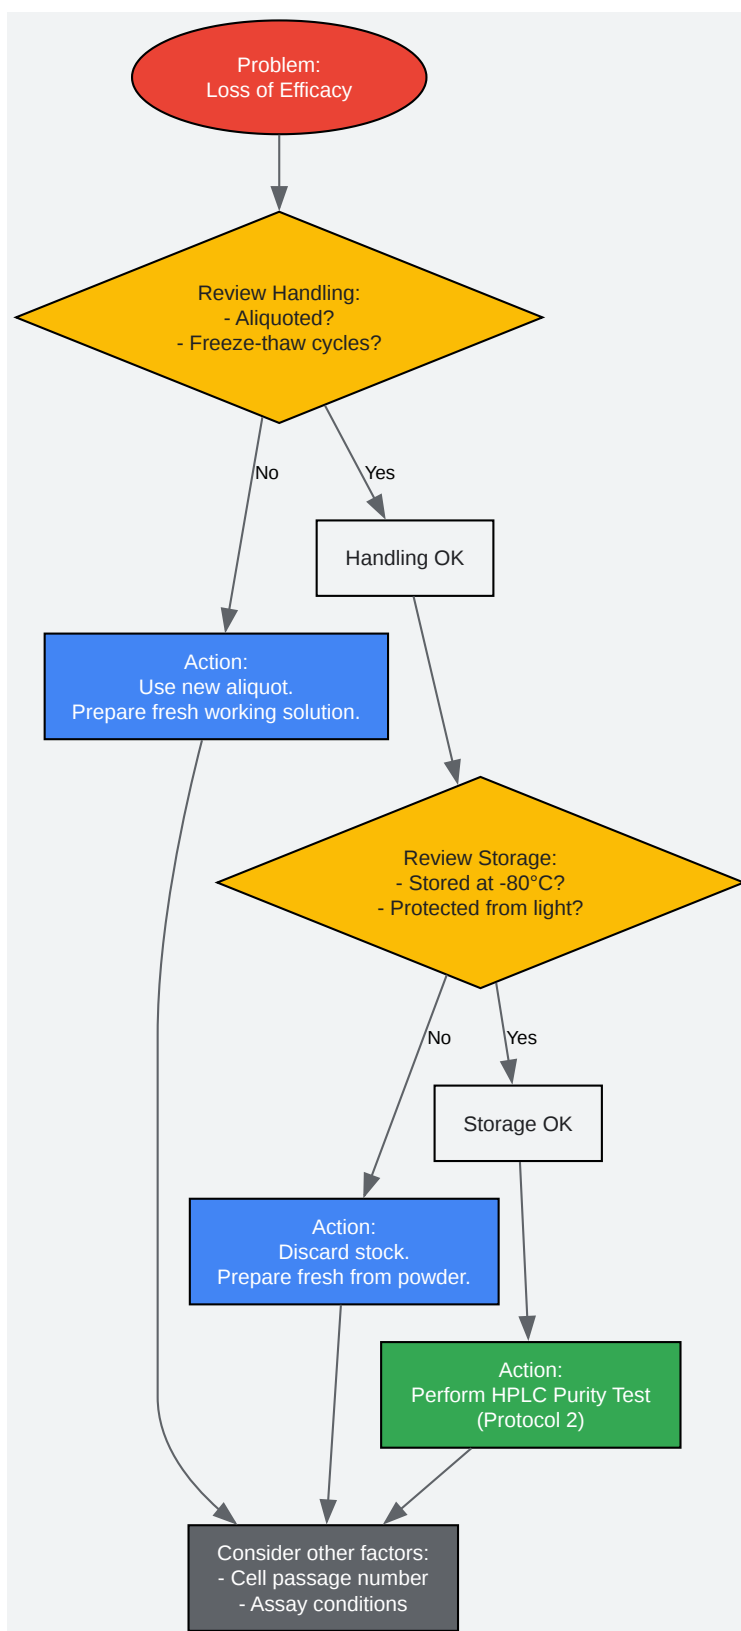 Problem:
Loss of Efficacy
Review Handling:
- Aliquoted?
- Freeze-thaw cycles?
No
Yes
Handling OK
Action:
Use new aliquot.
Prepare fresh working solution.
Review Storage:
- Stored at -80°C?
- Protected from light?
No
Yes
Storage OK
Action:
Discard stock.
Prepare fresh from powder.
Action:
Perform HPLC Purity Test
(Protocol 2)
Consider other factors:
- Cell passage number
- Assay conditions